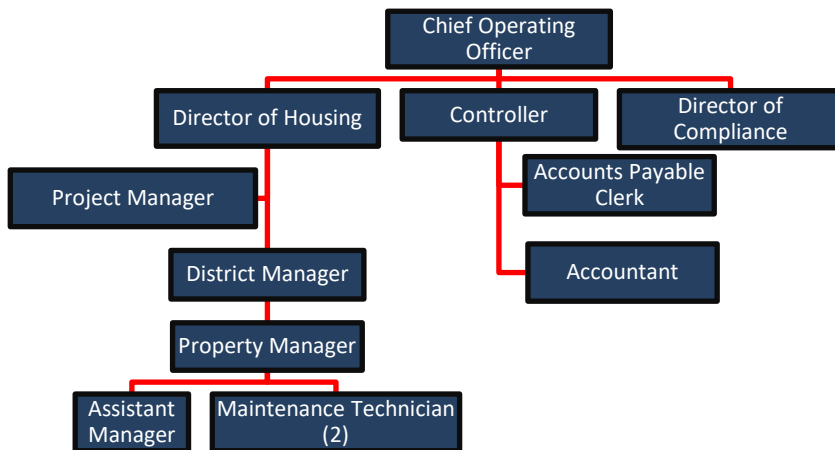 Chief Operating
Officer
Director of Housing
Controller
Director of
Compliance
Project Manager
Accounts Payable
Clerk
District Manager
Accountant
Property Manager
Assistant
Manager
Maintenance Technician
(2)